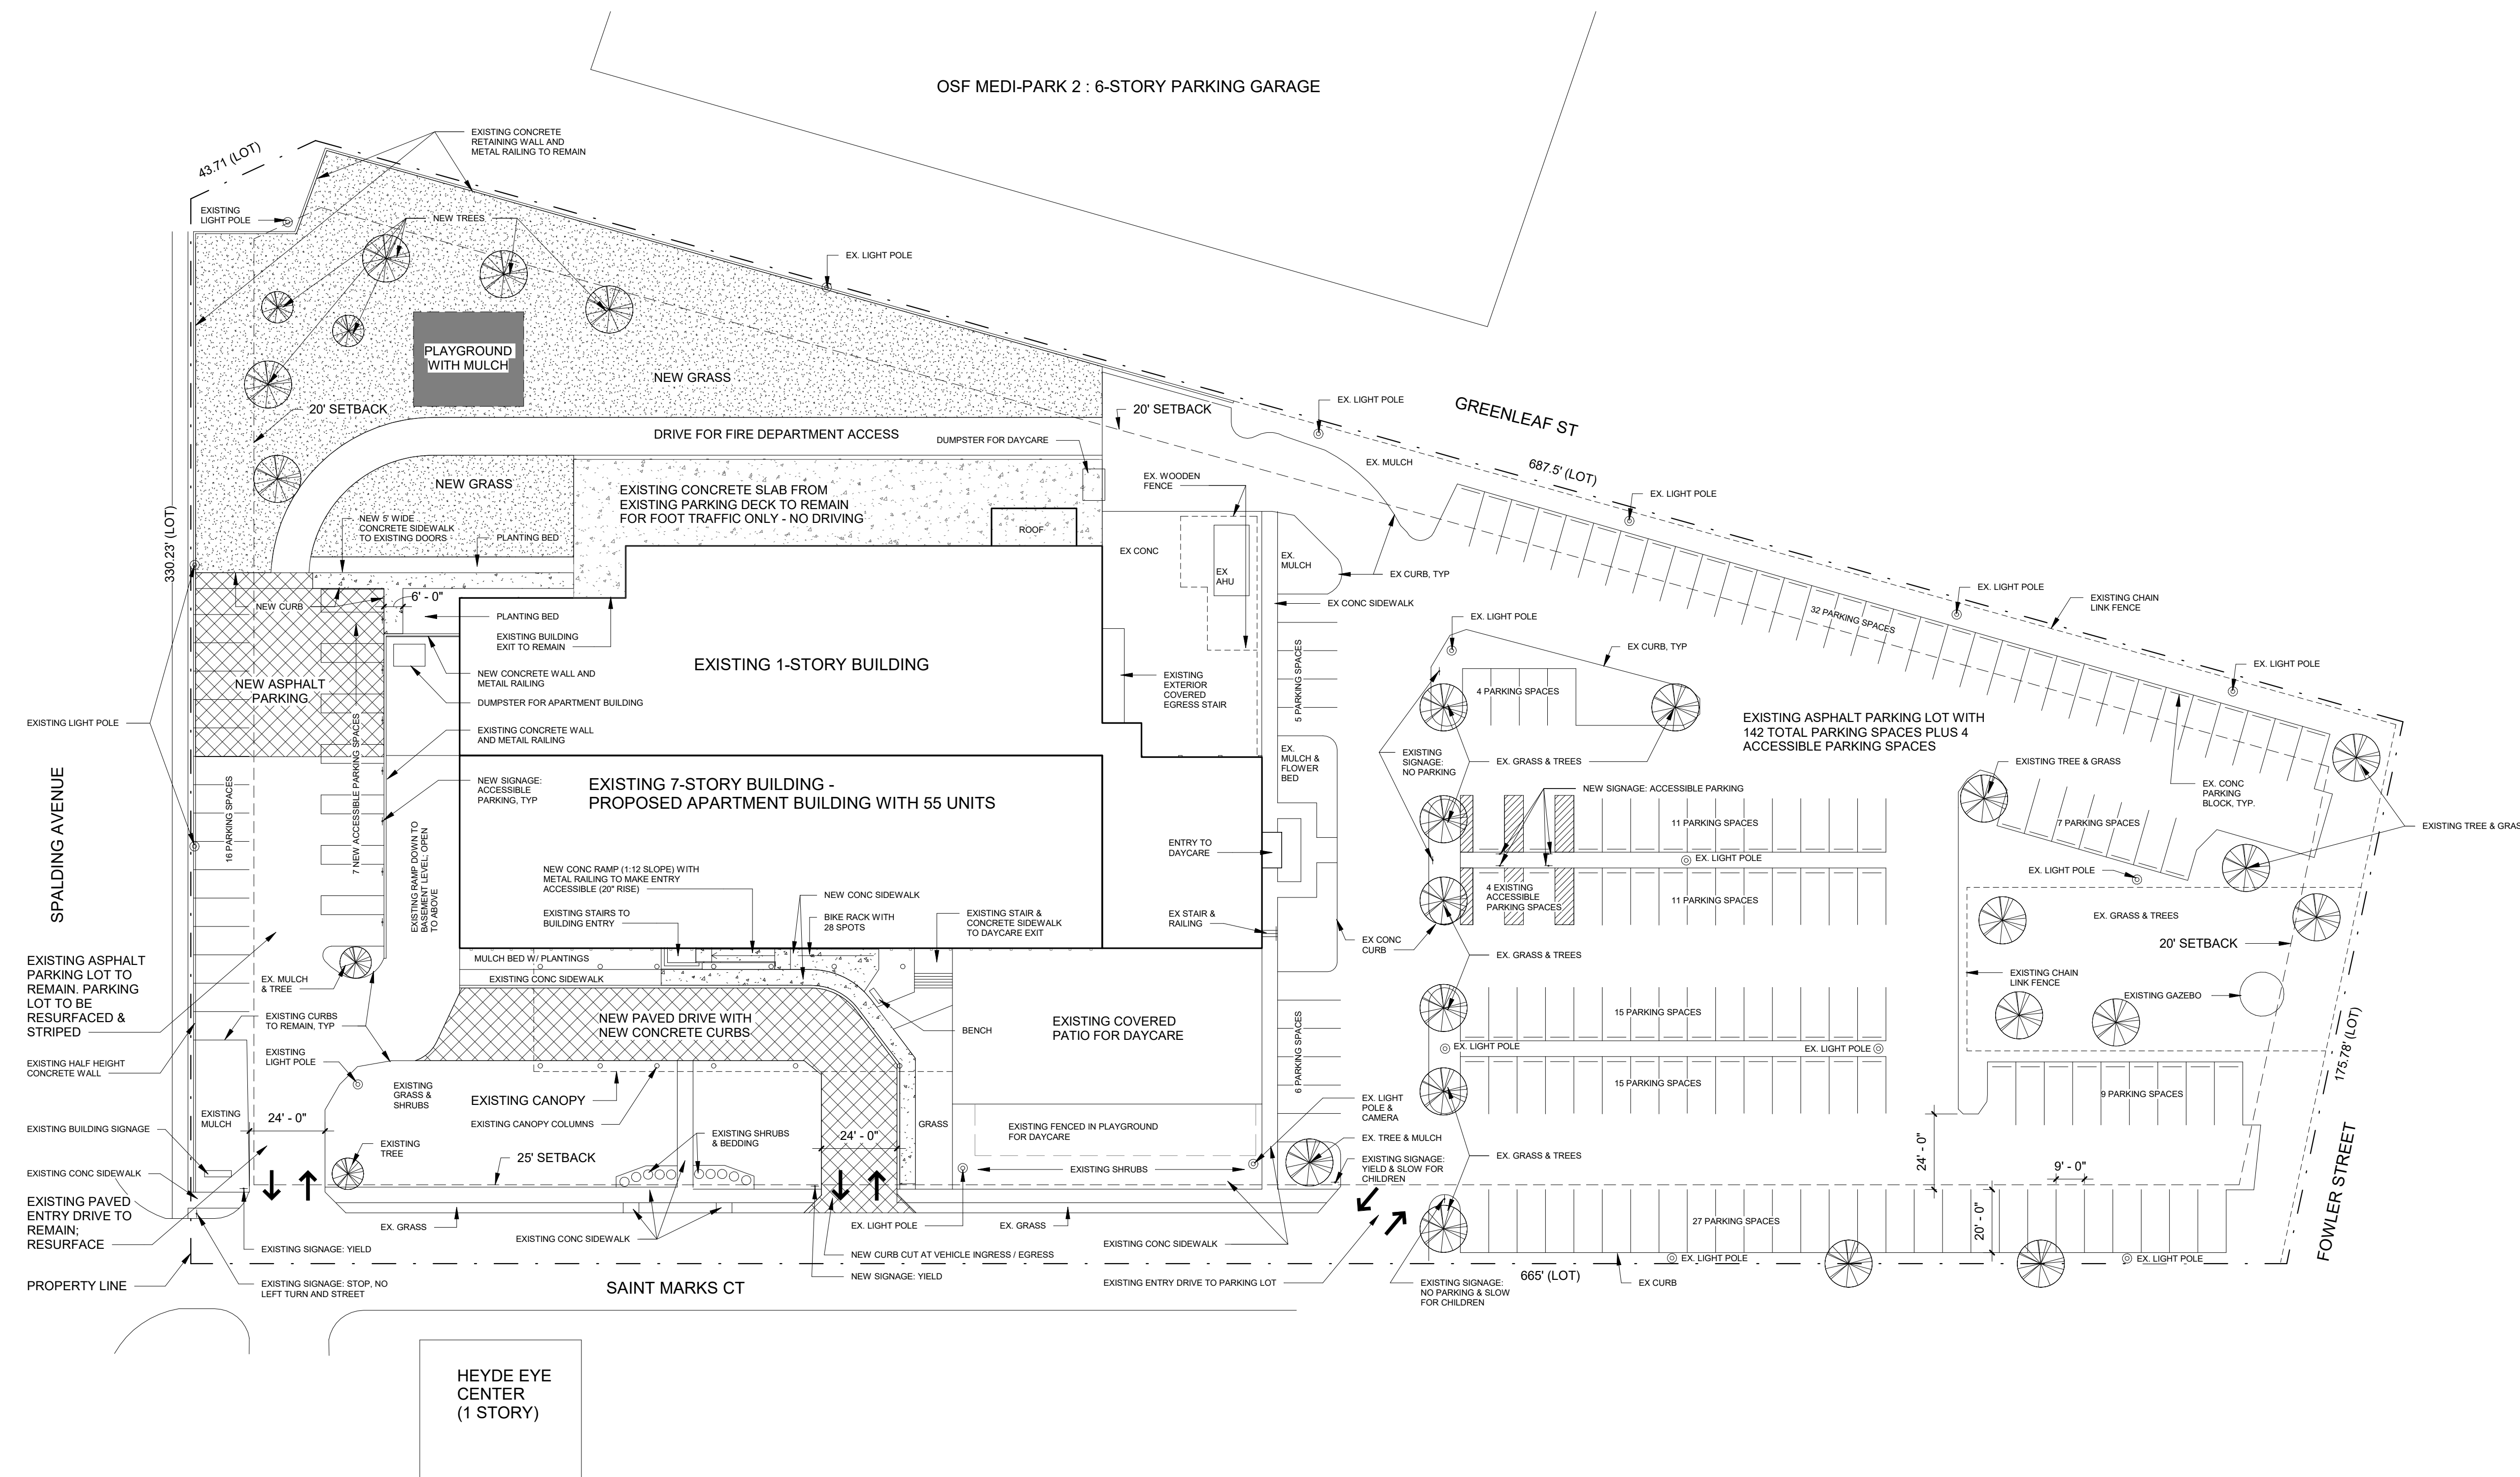 OSF MEDI-PARK 2 : 6-STORY PARKING GARAGE
EXISTING CONCRETE
RETAINING WALL AND
METAL RAILING TO REMAIN
43.71 (LOT)
EXISTING
LIGHT POLE
NEW TREES
EX. LIGHT POLE
PLAYGROUND
WITH MULCH
NEW GRASS
20' SETBACK
DRIVE FOR FIRE DEPARTMENT ACCESS
DUMPSTER FOR DAYCARE
20' SETBACK
EX. LIGHT POLE
GREENLEAF ST
687.5' (LOT)
EX. MULCH
EX. WOODEN
FENCE
EX. LIGHT POLE
NEW GRASS
EXISTING CONCRETE SLAB FROM
EXISTING PARKING DECK TO REMAIN
FOR FOOT TRAFFIC ONLY - NO DRIVING
NEW 5' WIDE
CONCRETE SIDEWALK
TO EXISTING DOORS
PLANTING BED
ROOF
EX CONC
EX
AHU
EX.
MULCH
EX CURB, TYP
EX CONC SIDEWALK
330.23' (LOT)
NEW CURB
6' - 0"
PLANTING BED
EXISTING BUILDING
EXIT TO REMAIN
EXISTING 1-STORY BUILDING
NEW CONCRETE WALL AND
METAIL RAILING
DUMPSTER FOR APARTMENT BUILDING
EXISTING CONCRETE WALL
AND METAIL RAILING
NEW ASPHALT
PARKING
EXISTING LIGHT POLE
EXISTING
EXTERIOR
COVERED
EGRESS STAIR
5 PARKING SPACES
EX. LIGHT POLE
EX CURB, TYP
4 PARKING SPACES
32 PARKING SPACES
EX. LIGHT POLE
EXISTING CHAIN
LINK FENCE
EX. LIGHT POLE
EXISTING ASPHALT PARKING LOT WITH
142 TOTAL PARKING SPACES PLUS 4
ACCESSIBLE PARKING SPACES
EXISTING
SIGNAGE:
NO PARKING
EX. GRASS & TREES
EXISTING TREE & GRASS
EX. CONC
PARKING
BLOCK, TYP.
NEW SIGNAGE: ACCESSIBLE PARKING
7 PARKING SPACES
EXISTING TREE & GRAS
SPALDING AVENUE
16 PARKING SPACES
7 NEW ACCESSIBLE PARKING SPACES
NEW SIGNAGE:
ACCESSIBLE
PARKING, TYP
EXISTING RAMP DOWN TO
BASEMENT LEVEL; OPEN
TO ABOVE
EXISTING 7-STORY BUILDING -
PROPOSED APARTMENT BUILDING WITH 55 UNITS
EX.
MULCH &
FLOWER
BED
ENTRY TO
DAYCARE
11 PARKING SPACES
EX. LIGHT POLE
EX. LIGHT POLE
NEW CONC RAMP (1:12 SLOPE) WITH
METAL RAILING TO MAKE ENTRY
ACCESSIBLE (20" RISE)
NEW CONC SIDEWALK
EXISTING STAIRS TO
BUILDING ENTRY
BIKE RACK WITH
28 SPOTS
EXISTING STAIR &
CONCRETE SIDEWALK
TO DAYCARE EXIT
EX STAIR &
RAILING
4 EXISTING
ACCESSIBLE
PARKING SPACES
11 PARKING SPACES
EX. GRASS & TREES
20' SETBACK
EX CONC
CURB
EX. GRASS & TREES
EXISTING CHAIN
LINK FENCE
EXISTING GAZEBO
EXISTING ASPHALT
PARKING LOT TO
REMAIN. PARKING
LOT TO BE
RESURFACED &
STRIPED
EX. MULCH
& TREE
MULCH BED W/ PLANTINGS
EXISTING CONC SIDEWALK
EXISTING CURBS
TO REMAIN, TYP
NEW PAVED DRIVE WITH
NEW CONCRETE CURBS
BENCH
EXISTING COVERED
PATIO FOR DAYCARE
6 PARKING SPACES
15 PARKING SPACES
EX. LIGHT POLE
EX. LIGHT POLE
15 PARKING SPACES
9 PARKING SPACES
175.78' (LOT)
EXISTING HALF HEIGHT
CONCRETE WALL
EXISTING
LIGHT POLE
EXISTING
GRASS &
SHRUBS
EXISTING CANOPY
EXISTING CANOPY COLUMNS
EXISTING
MULCH
24' - 0"
EXISTING BUILDING SIGNAGE
EXISTING
TREE
EXISTING SHRUBS
& BEDDING
24' - 0"
GRASS
EXISTING FENCED IN PLAYGROUND
FOR DAYCARE
EX. LIGHT
POLE &
CAMERA
EX. TREE & MULCH
EXISTING SHRUBS
EXISTING SIGNAGE:
YIELD & SLOW FOR
CHILDREN
EX. GRASS & TREES
24' - 0"
9' - 0"
20' - 0"
25' SETBACK
EXISTING CONC SIDEWALK
EXISTING PAVED
ENTRY DRIVE TO
REMAIN;
RESURFACE
EX. GRASS
EXISTING CONC SIDEWALK
EX. LIGHT POLE
EX. GRASS
27 PARKING SPACES
FOWLER STREET
EXISTING SIGNAGE: YIELD
NEW CURB CUT AT VEHICLE INGRESS / EGRESS
EXISTING CONC SIDEWALK
EX. LIGHT POLE
EX. LIGHT POLE
PROPERTY LINE
EXISTING SIGNAGE: STOP, NO
LEFT TURN AND STREET
SAINT MARKS CT
NEW SIGNAGE: YIELD
EXISTING ENTRY DRIVE TO PARKING LOT
EXISTING SIGNAGE:
NO PARKING & SLOW
FOR CHILDREN
665' (LOT)
EX CURB
HEYDE EYE
CENTER
(1 STORY)